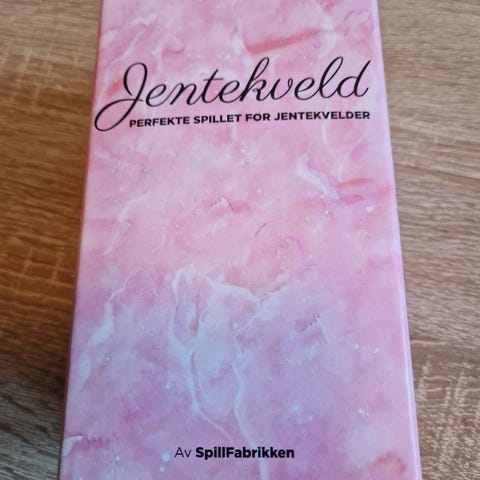 Jentekveld
PERFEKTE SPILLET FOR JENTEKVELDER
Av SpillFabrikken